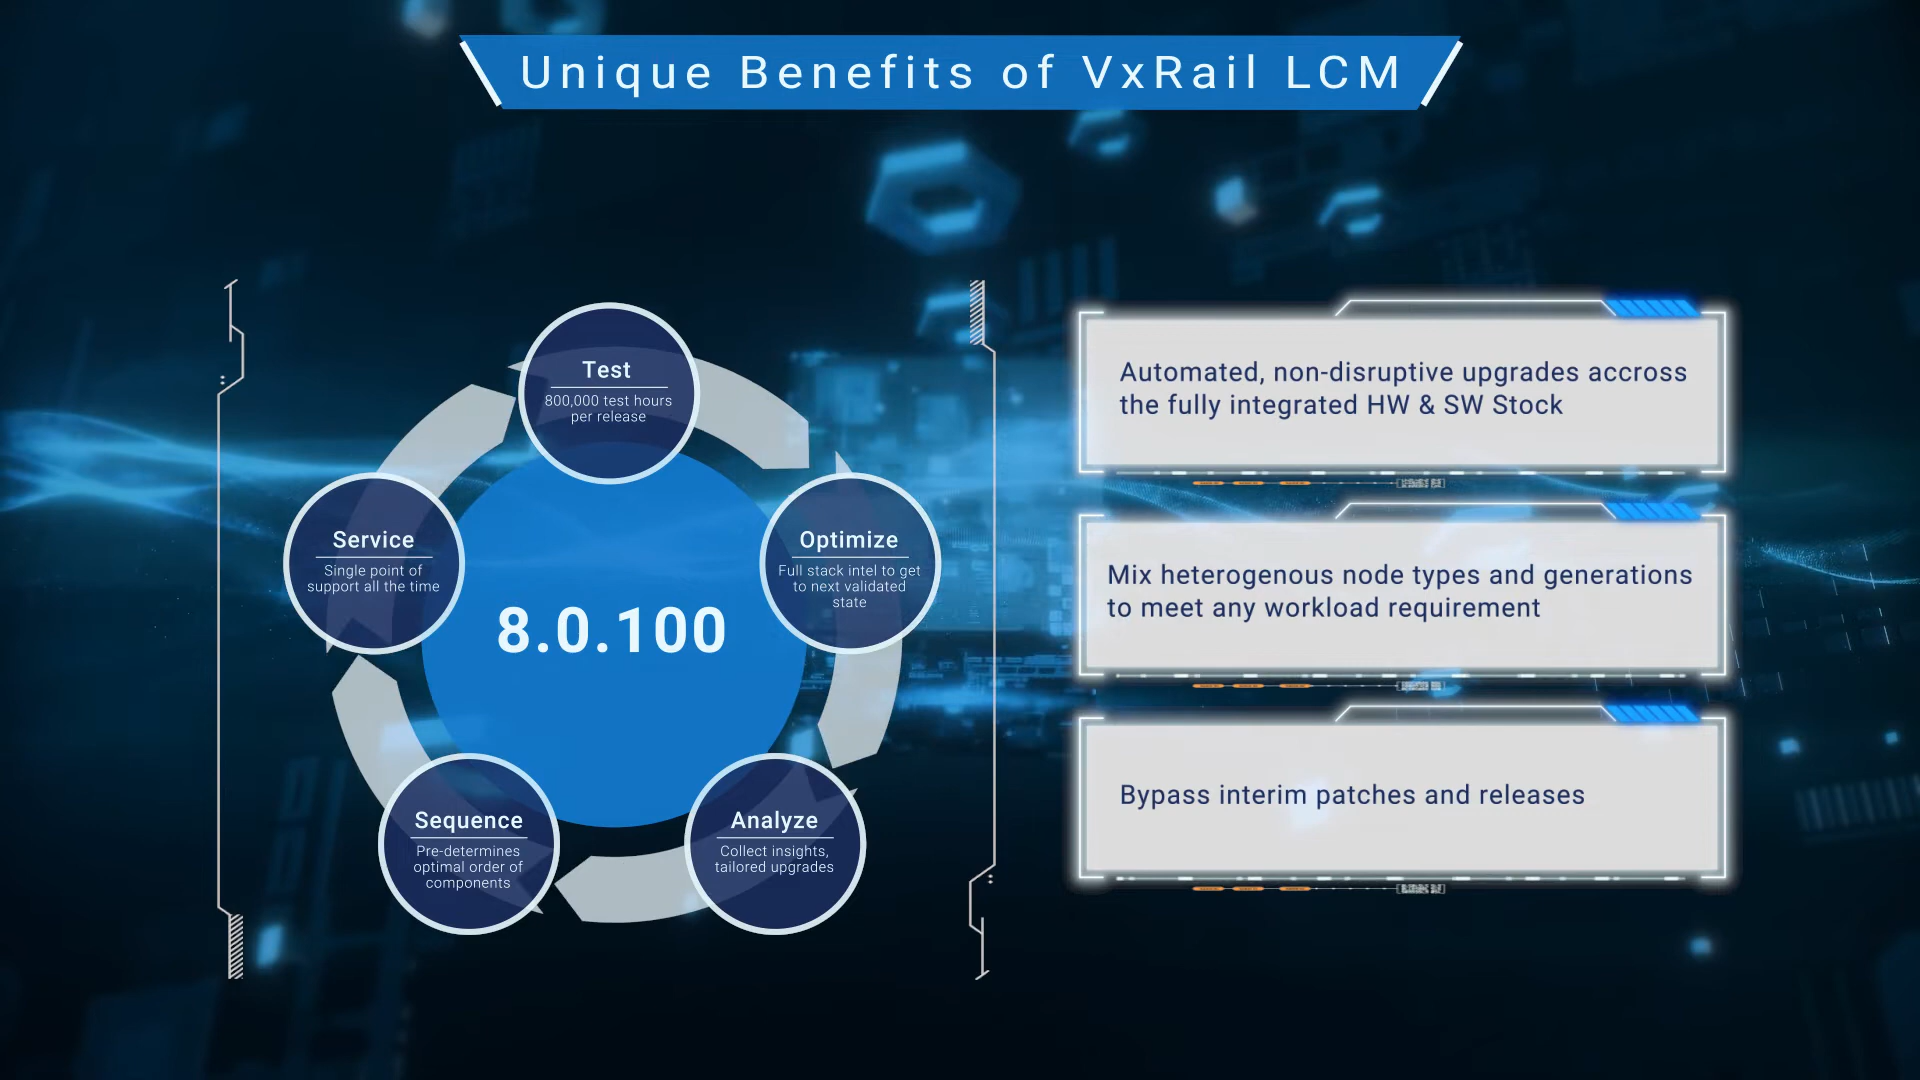 Unique Benefits of VxRail LCM
Test
800,000 test hours
per release
Optimize
Full stack intel to get
to next validated
state
Analyze
Collect insights,
tailored upgrades
Sequence
Pre-determines
optimal order of
components
Service
Single point of
support all the time
8.0.100
Automated, non-disruptive upgrades accross
the fully integrated HW & SW Stock
Mix heterogenous node types and generations
to meet any workload requirement
Bypass interim patches and releases